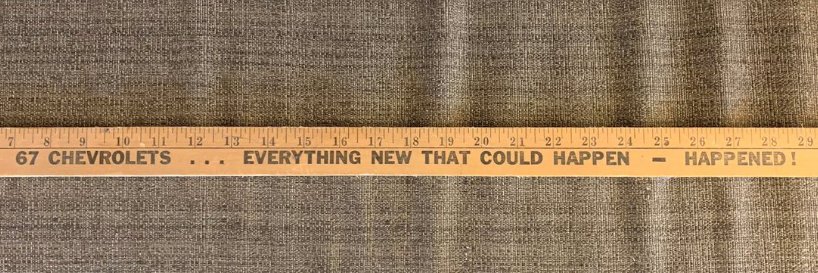 7 8 9 10 11 12 13 14 15 16 17 18 19 20 21 22 23 24 25 26 27 28 29
67 CHEVROLETS ... EVERYTHING NEW THAT COULD HAPPEN - HAPPENED!